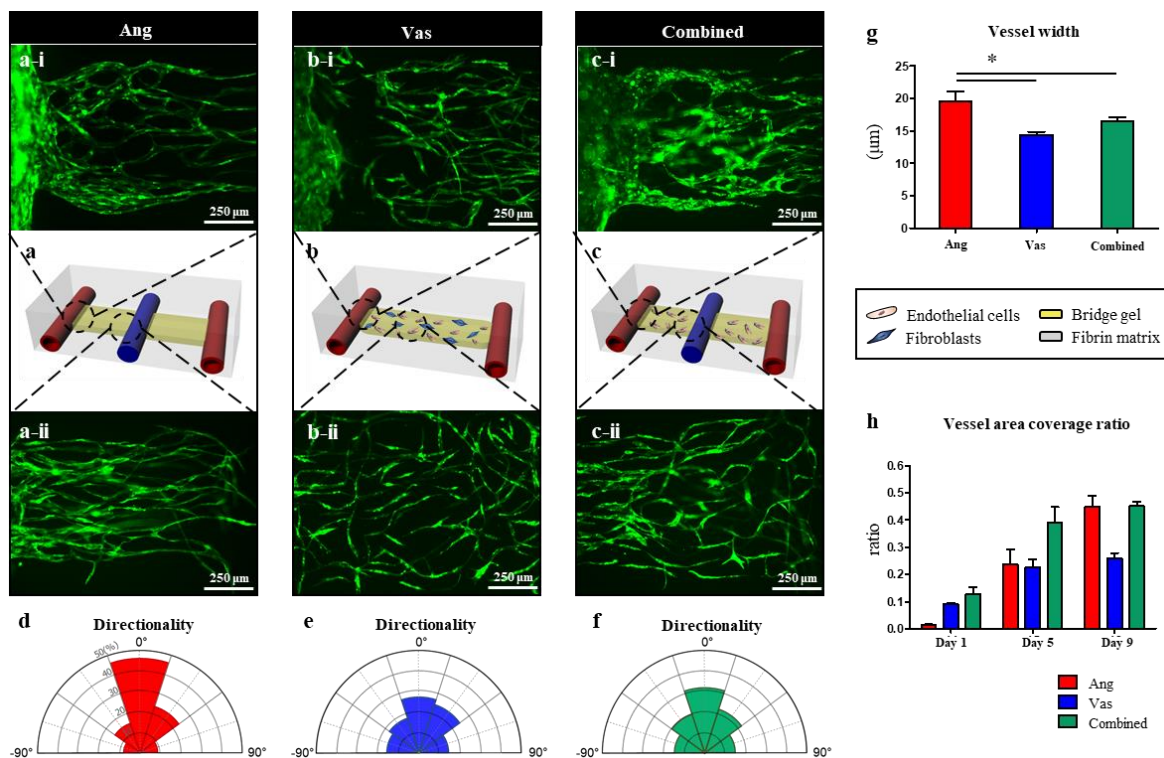 Ang
Vas
Combined
a-i
b-i
c-i
250 μm
250 μm
250 μm
a
b
c
a-ii
b-ii
c-ii
250 μm
250 μm
250 μm
d
Directionality
0°
50(%)
40
30
20
-90°
90°
e
Directionality
0°
-90°
90°
f
Directionality
0°
-90°
90°
g
Vessel width
*
25
20
15
10
5
0
(μm)
Ang
Vas
Combined
Endothelial cells
Bridge gel
Fibroblasts
Fibrin matrix
h
Vessel area coverage ratio
0.6
0.5
0.4
0.3
0.2
0.1
0.0
ratio
Day 1
Day 5
Day 9
Ang
Vas
Combined